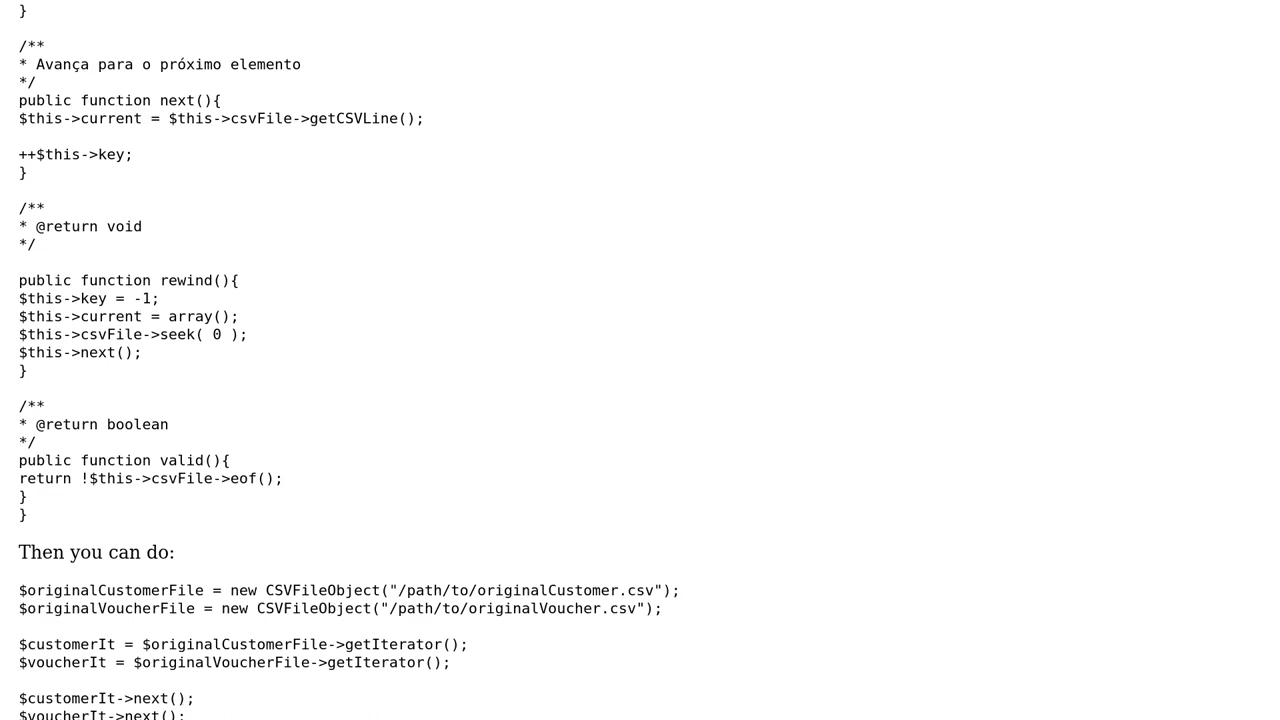 }
/**
* Avança para o próximo elemento
*/
public function next(){
$this->current = $this->csvFile->getCSVLine();
++$this->key;
}
/**
* @return void
*/
public function rewind(){
$this->key = -1;
$this->current = array();
$this->csvFile->seek( 0 );
$this->next();
}
/**
* @return boolean
*/
public function valid(){
return !$this->csvFile->eof();
}
}
Then you can do:
$originalCustomerFile = new CSVFileObject("/path/to/originalCustomer.csv");
$originalVoucherFile = new CSVFileObject("/path/to/originalVoucher.csv");
$customerIt = $originalCustomerFile->getIterator();
$voucherIt = $originalVoucherFile->getIterator();
$customerIt->next();
$voucherIt->next();